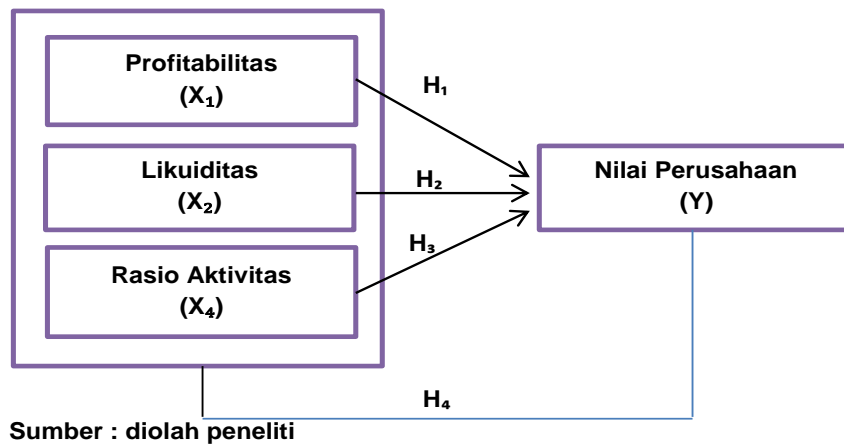 Profitabilitas
(X₁)
H₁
Likuiditas
(X₂)
H₂
Nilai Perusahaan
(Y)
H₃
Rasio Aktivitas
(X₄)
H₄
Sumber : diolah peneliti